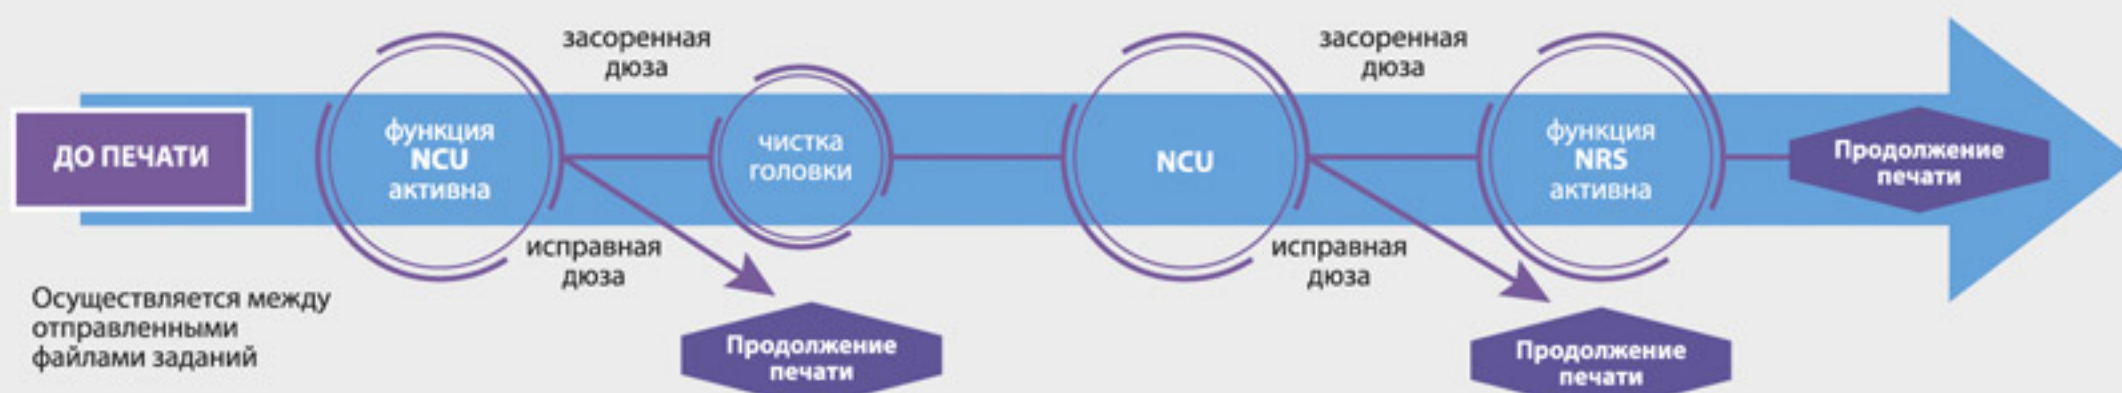 засоренная
дюза
засоренная
дюза
ДО ПЕЧАТИ
функция
NCU
активна
чистка
головки
NCU
функция
NRS
активна
Продолжение
печати
исправная
дюза
исправная
дюза
Осуществляется между
отправленными
файлами заданий
Продолжение
печати
Продолжение
печати